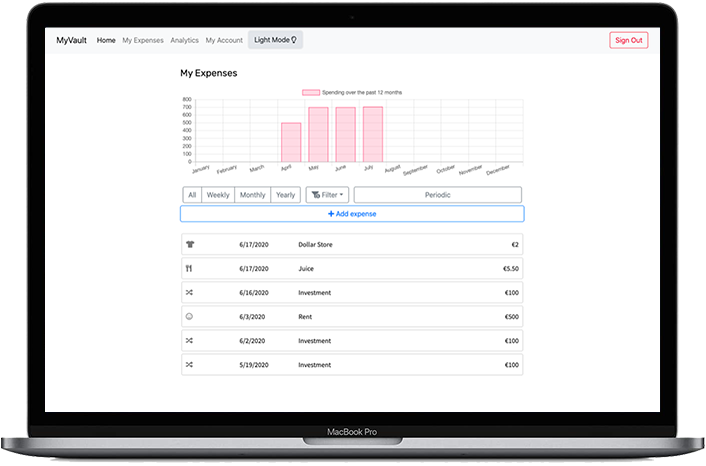 MyVault Home My Expenses Analytics My Account Light Mode Sign Out
My Expenses
Spending over the past 12 months
800
700
600
500
400
300
200
100
0
January February March April May June July August September October November December
All Weekly Monthly Yearly Filter Periodic
+ Add expense
6/17/2020 Dollar Store €2
6/17/2020 Juice €5.50
6/16/2020 Investment €100
6/3/2020 Rent €500
6/2/2020 Investment €100
5/19/2020 Investment €100
MacBook Pro